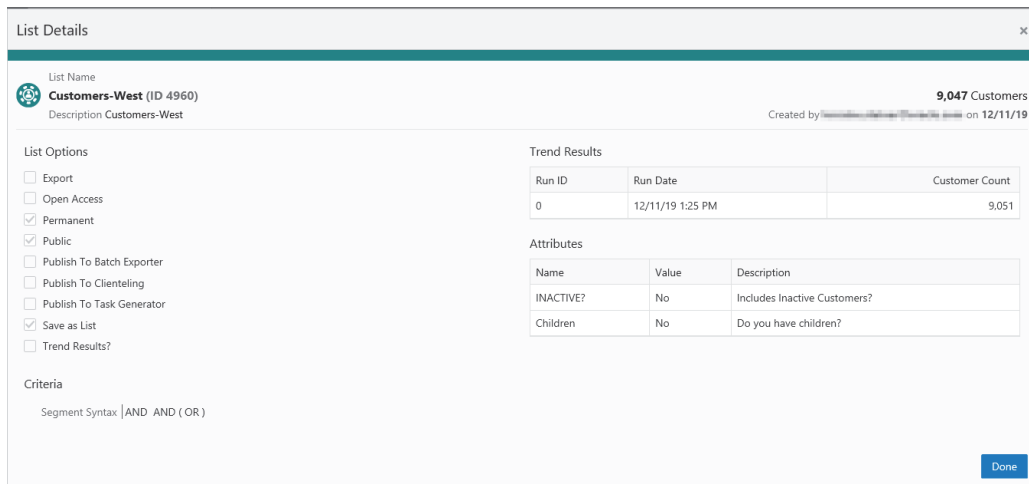 List Details
×
List Name
Customers-West (ID 4960)
Description Customers-West
9,047 Customers
Created by on 12/11/19
List Options
Export
Open Access
Permanent
Public
Publish To Batch Exporter
Publish To Clienteling
Publish To Task Generator
Save as List
Trend Results?
Criteria
Segment Syntax AND AND ( OR )
Trend Results
Run ID Run Date Customer Count
0 12/11/19 1:25 PM 9,051
Attributes
Name Value Description
INACTIVE? No Includes Inactive Customers?
Children No Do you have children?
Done